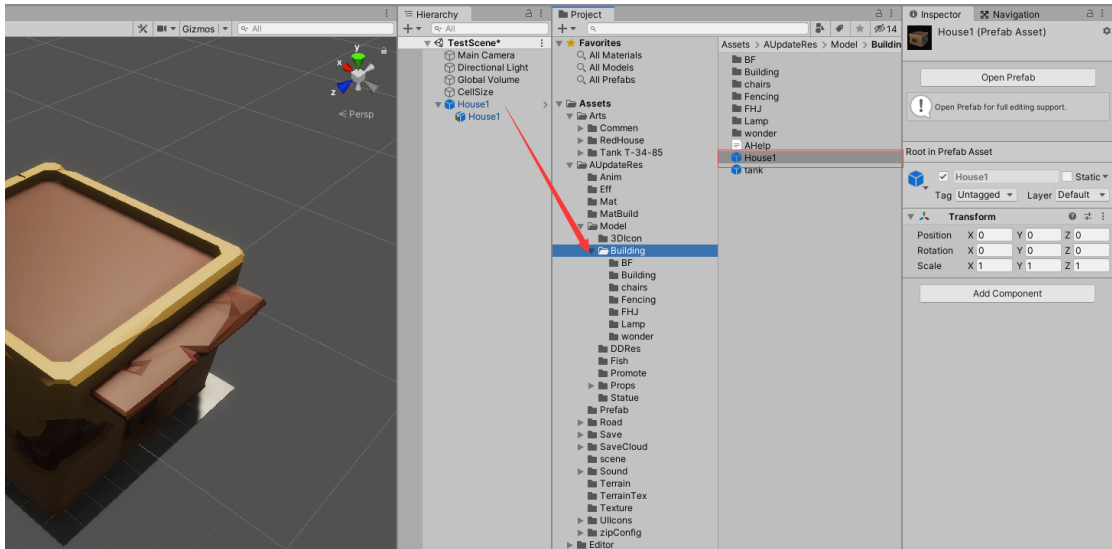 Gizmos
All
y
x
z
Persp
Hierarchy
All
TestScene*
Main Camera
Directional Light
Global Volume
CellSize
House1
House1
Project
14
Favorites
All Materials
All Models
All Prefabs
Assets
Arts
Commen
RedHouse
Tank T-34-85
AUpdateRes
Anim
Eff
Mat
MatBuild
Model
3DIcon
Building
BF
Building
chairs
Fencing
FHJ
Lamp
wonder
DDRes
Fish
Promote
Props
Statue
Prefab
Road
Save
SaveCloud
scene
Sound
Terrain
TerrainTex
Texture
UIIcons
zipConfig
Editor
Assets > AUpdateRes > Model > Buildin
BF
Building
chairs
Fencing
FHJ
Lamp
wonder
AHelp
House1
tank
Inspector
Navigation
House1 (Prefab Asset)
Open Prefab
Open Prefab for full editing support.
Root in Prefab Asset
House1 Static
Tag Untagged Layer Default
Transform
Position X 0 Y 0 Z 0
Rotation X 0 Y 0 Z 0
Scale X 1 Y 1 Z 1
Add Component